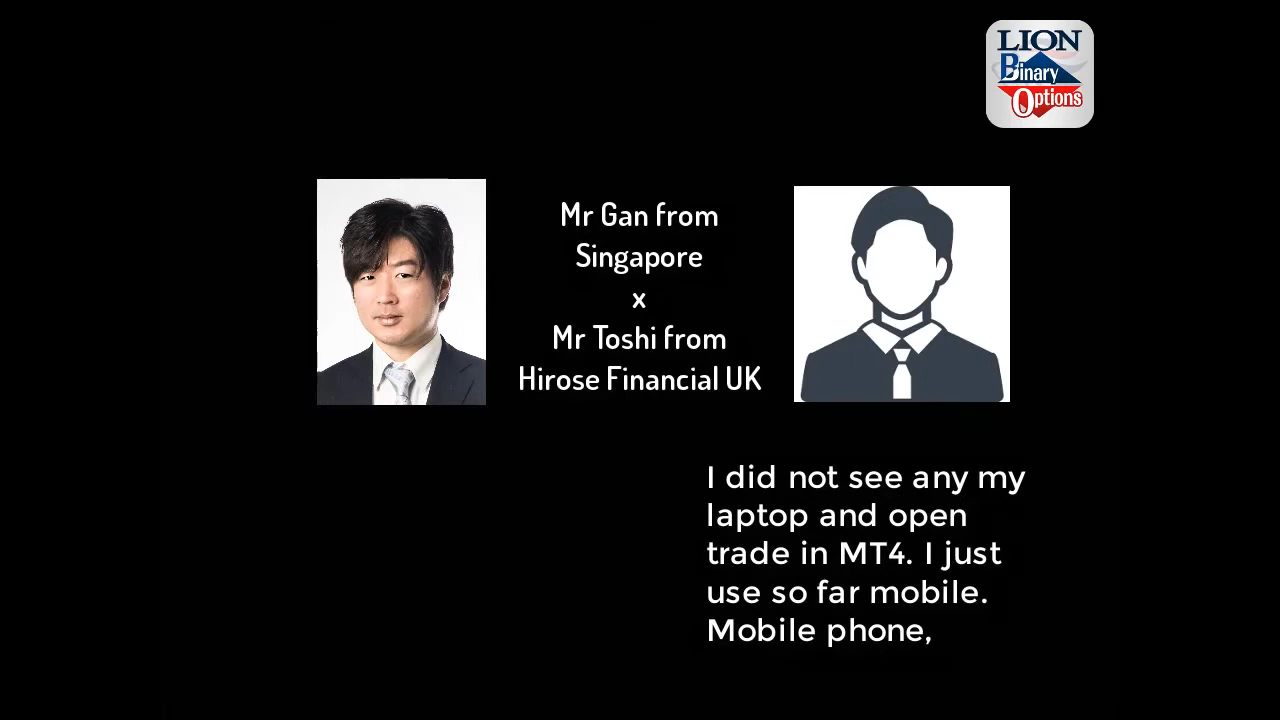 LION
Binary
Options
Mr Gan from
Singapore
x
Mr Toshi from
Hirose Financial UK
I did not see any my
laptop and open
trade in MT4. I just
use so far mobile.
Mobile phone,